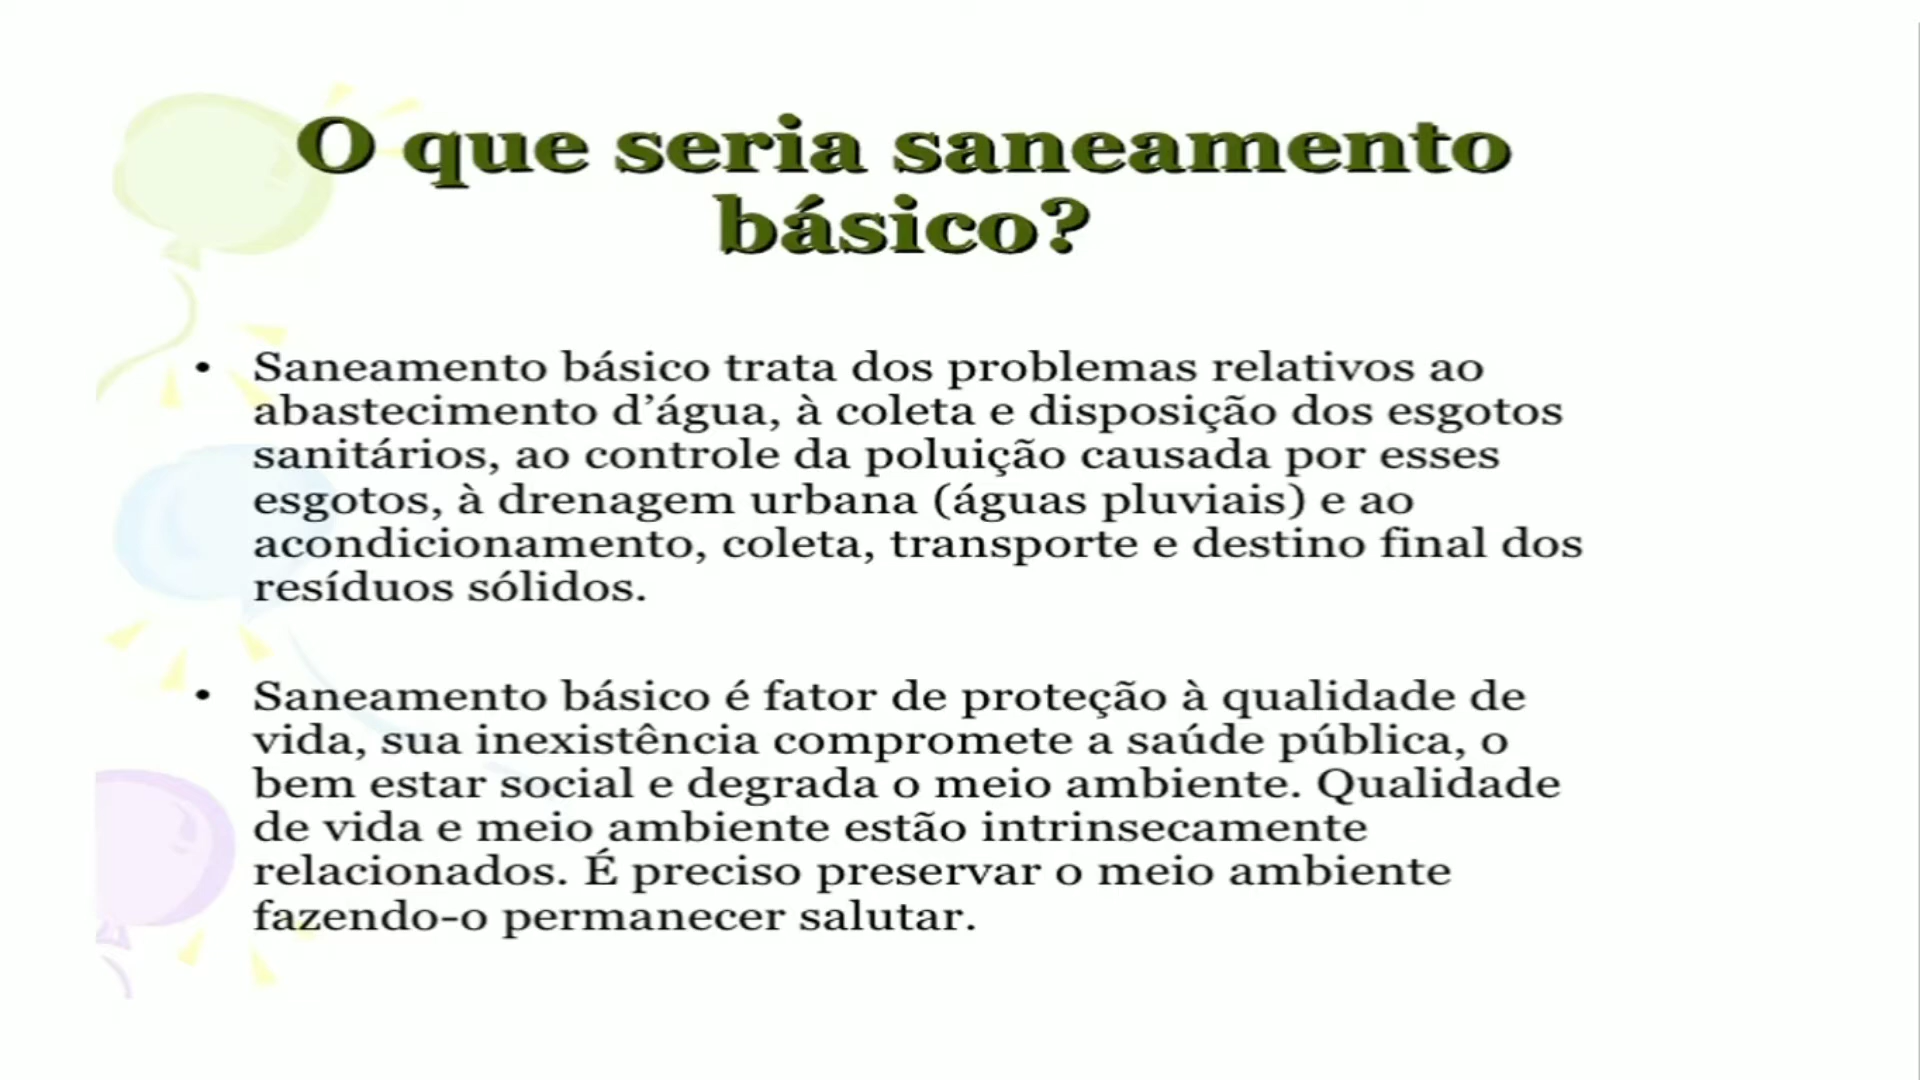 O que seria saneamento
básico?
• Saneamento básico trata dos problemas relativos ao
abastecimento d’água, à coleta e disposição dos esgotos
sanitários, ao controle da poluição causada por esses
esgotos, à drenagem urbana (águas pluviais) e ao
acondicionamento, coleta, transporte e destino final dos
resíduos sólidos.
• Saneamento básico é fator de proteção à qualidade de
vida, sua inexistência compromete a saúde pública, o
bem estar social e degrada o meio ambiente. Qualidade
de vida e meio ambiente estão intrinsecamente
relacionados. É preciso preservar o meio ambiente
fazendo-o permanecer salutar.